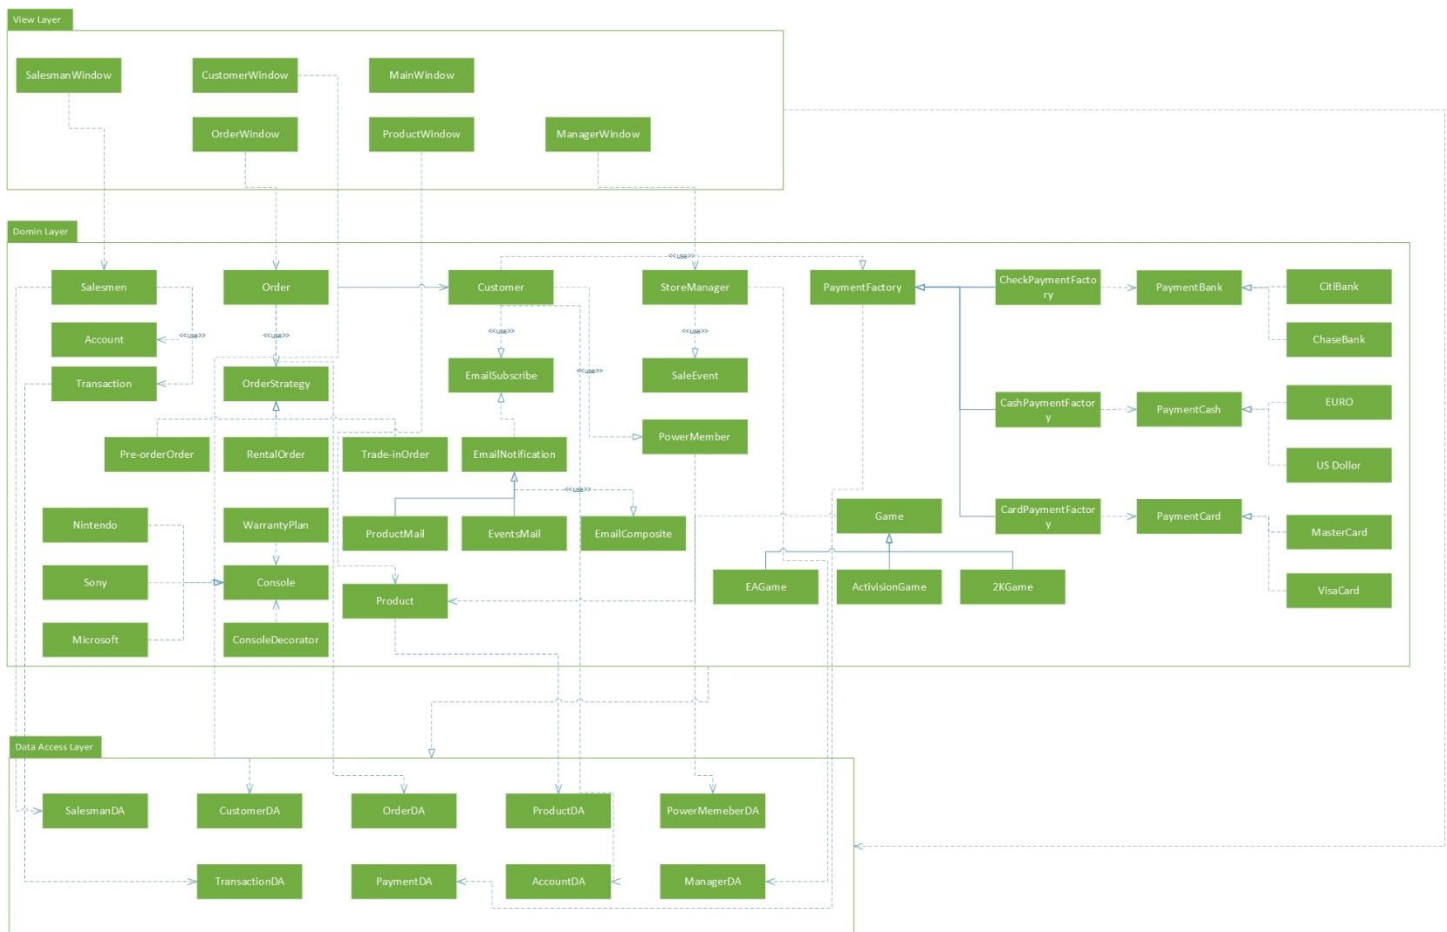 View Layer
SalesmanWindow
CustomerWindow
MainWindow
OrderWindow
ProductWindow
ManagerWindow
Domin Layer
<<use>>
Salesmen
Order
Customer
StoreManager
PaymentFactory
CheckPaymentFacto
ry
PaymentBank
CitiBank
Account
<<use>>
<<use>>
<<use>>
<<use>>
ChaseBank
Transaction
OrderStrategy
EmailSubscribe
<<use>>
SaleEvent
CashPaymentFactor
y
PaymentCash
EURO
Pre-orderOrder
RentalOrder
Trade-inOrder
EmailNotification
PowerMember
US Dollor
<<use>>
Nintendo
WarrantyPlan
ProductMail
EventsMail
EmailComposite
Game
CardPaymentFactor
y
PaymentCard
MasterCard
Sony
Console
Product
EAGame
ActivisionGame
2KGame
VisaCard
Microsoft
ConsoleDecorator
Data Access Layer
SalesmanDA
CustomerDA
OrderDA
ProductDA
PowerMemeberDA
TransactionDA
PaymentDA
AccountDA
ManagerDA